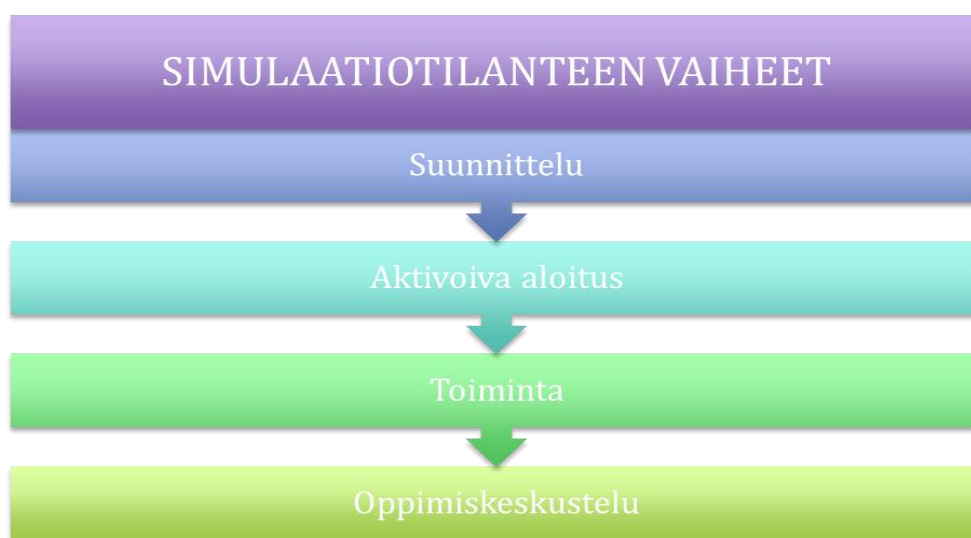 SIMULAATIOTILANTEEN VAIHEET
Suunnittelu
Aktivoiva aloitus
Toiminta
Oppimiskeskustelu